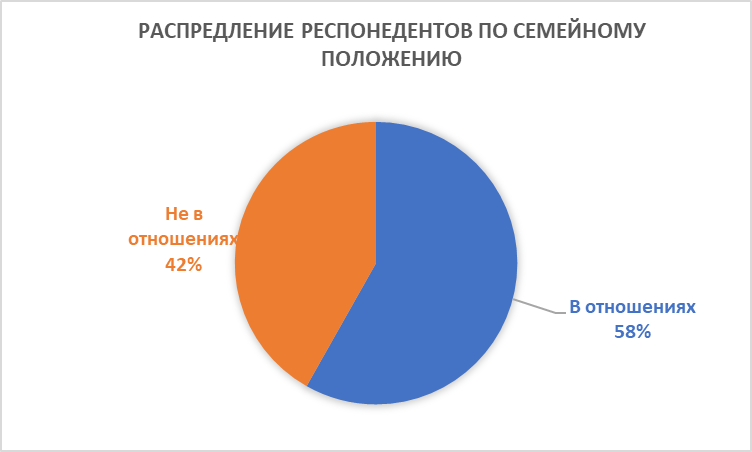 РАСПРЕДЛЕНИЕ РЕСПОНЕДЕНТОВ ПО СЕМЕЙНОМУ
ПОЛОЖЕНИЮ
Не в
отношениях
42%
В отношениях
58%